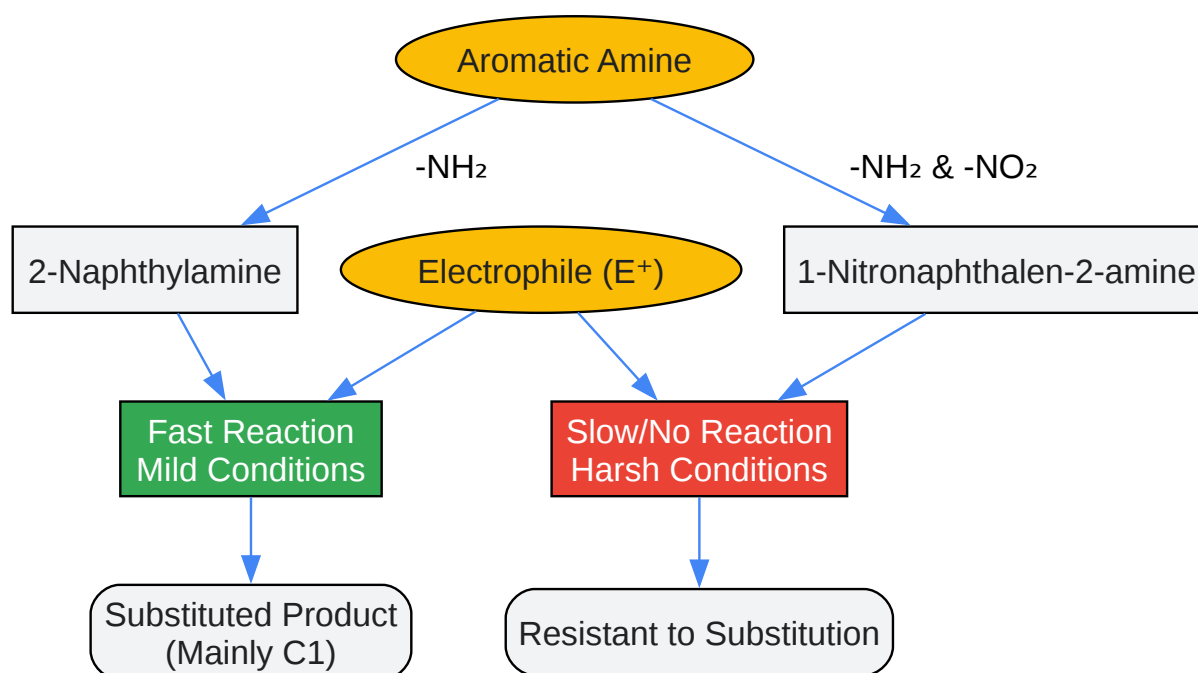 Aromatic Amine
-NH₂
-NH₂ & -NO₂
2-Naphthylamine
Electrophile (E⁺)
1-Nitronaphthalen-2-amine
Fast Reaction
Mild Conditions
Slow/No Reaction
Harsh Conditions
Substituted Product
(Mainly C1)
Resistant to Substitution